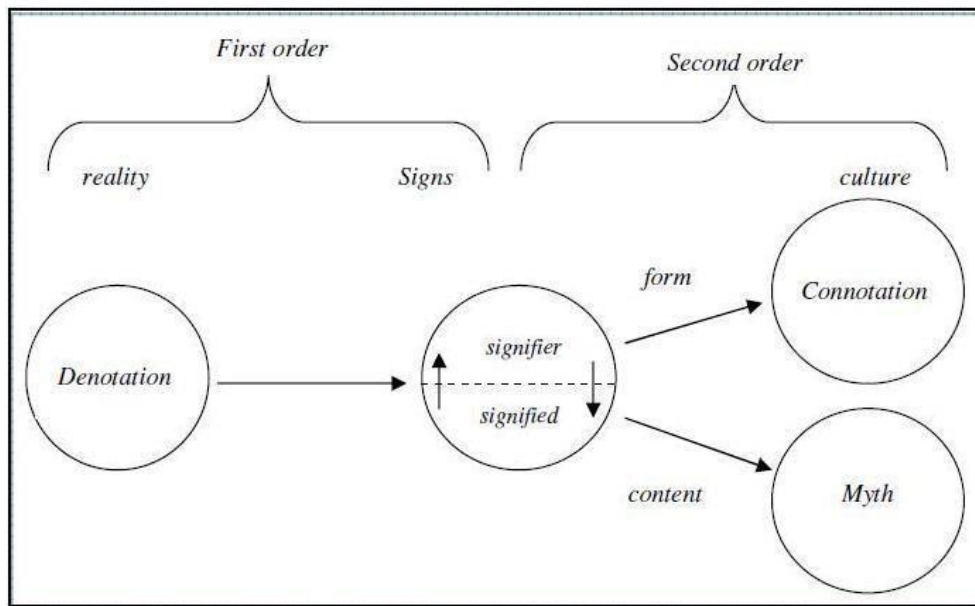 First order
Second order
reality
Signs
culture
form
Connotation
signifier
Denotation
signified
content
Myth